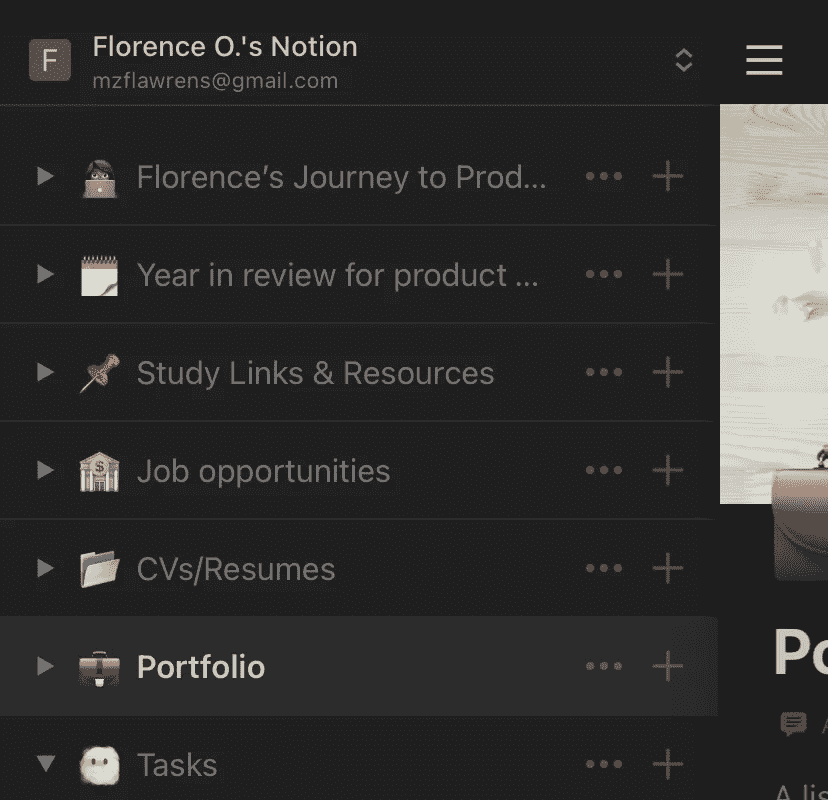 F
Florence O.'s Notion
mzflawrens@gmail.com
Florence’s Journey to Prod...
Year in review for product ...
Study Links & Resources
Job opportunities
CVs/Resumes
Portfolio
Po
Tasks
A lis